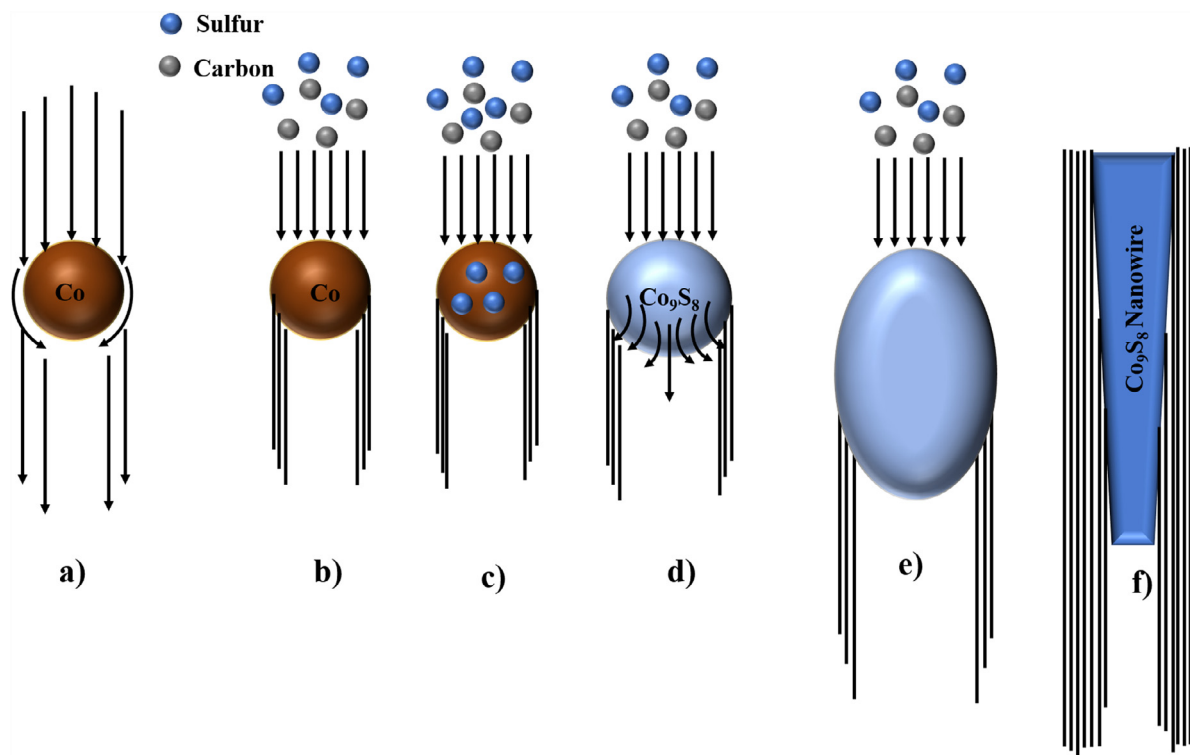 Sulfur
Carbon
Co
Co
Co₉S₈
Co₉S₈ Nanowire
a)
b)
c)
d)
e)
f)